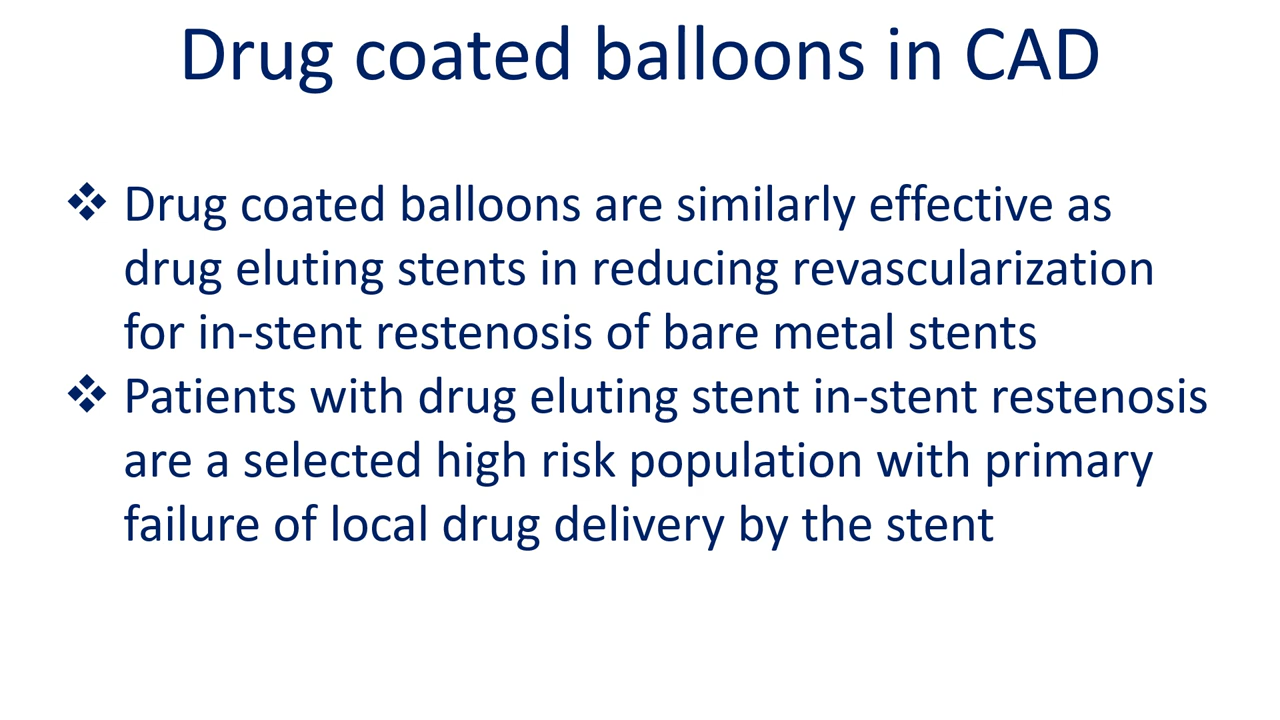 Drug coated balloons in CAD
❖ Drug coated balloons are similarly effective as
drug eluting stents in reducing revascularization
for in-stent restenosis of bare metal stents
❖ Patients with drug eluting stent in-stent restenosis
are a selected high risk population with primary
failure of local drug delivery by the stent